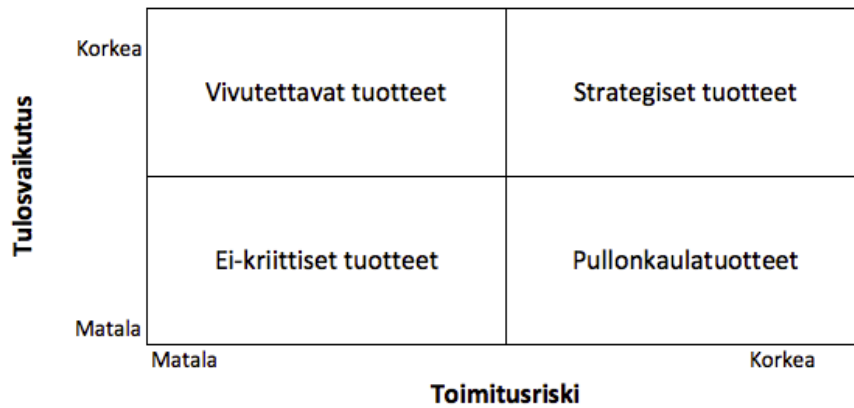 Korkea
Vivutettavat tuotteet
Strategiset tuotteet
Tulosvaikutus
Ei-kriittiset tuotteet
Pullonkaulatuotteet
Matala
Matala
Korkea
Toimitusriski